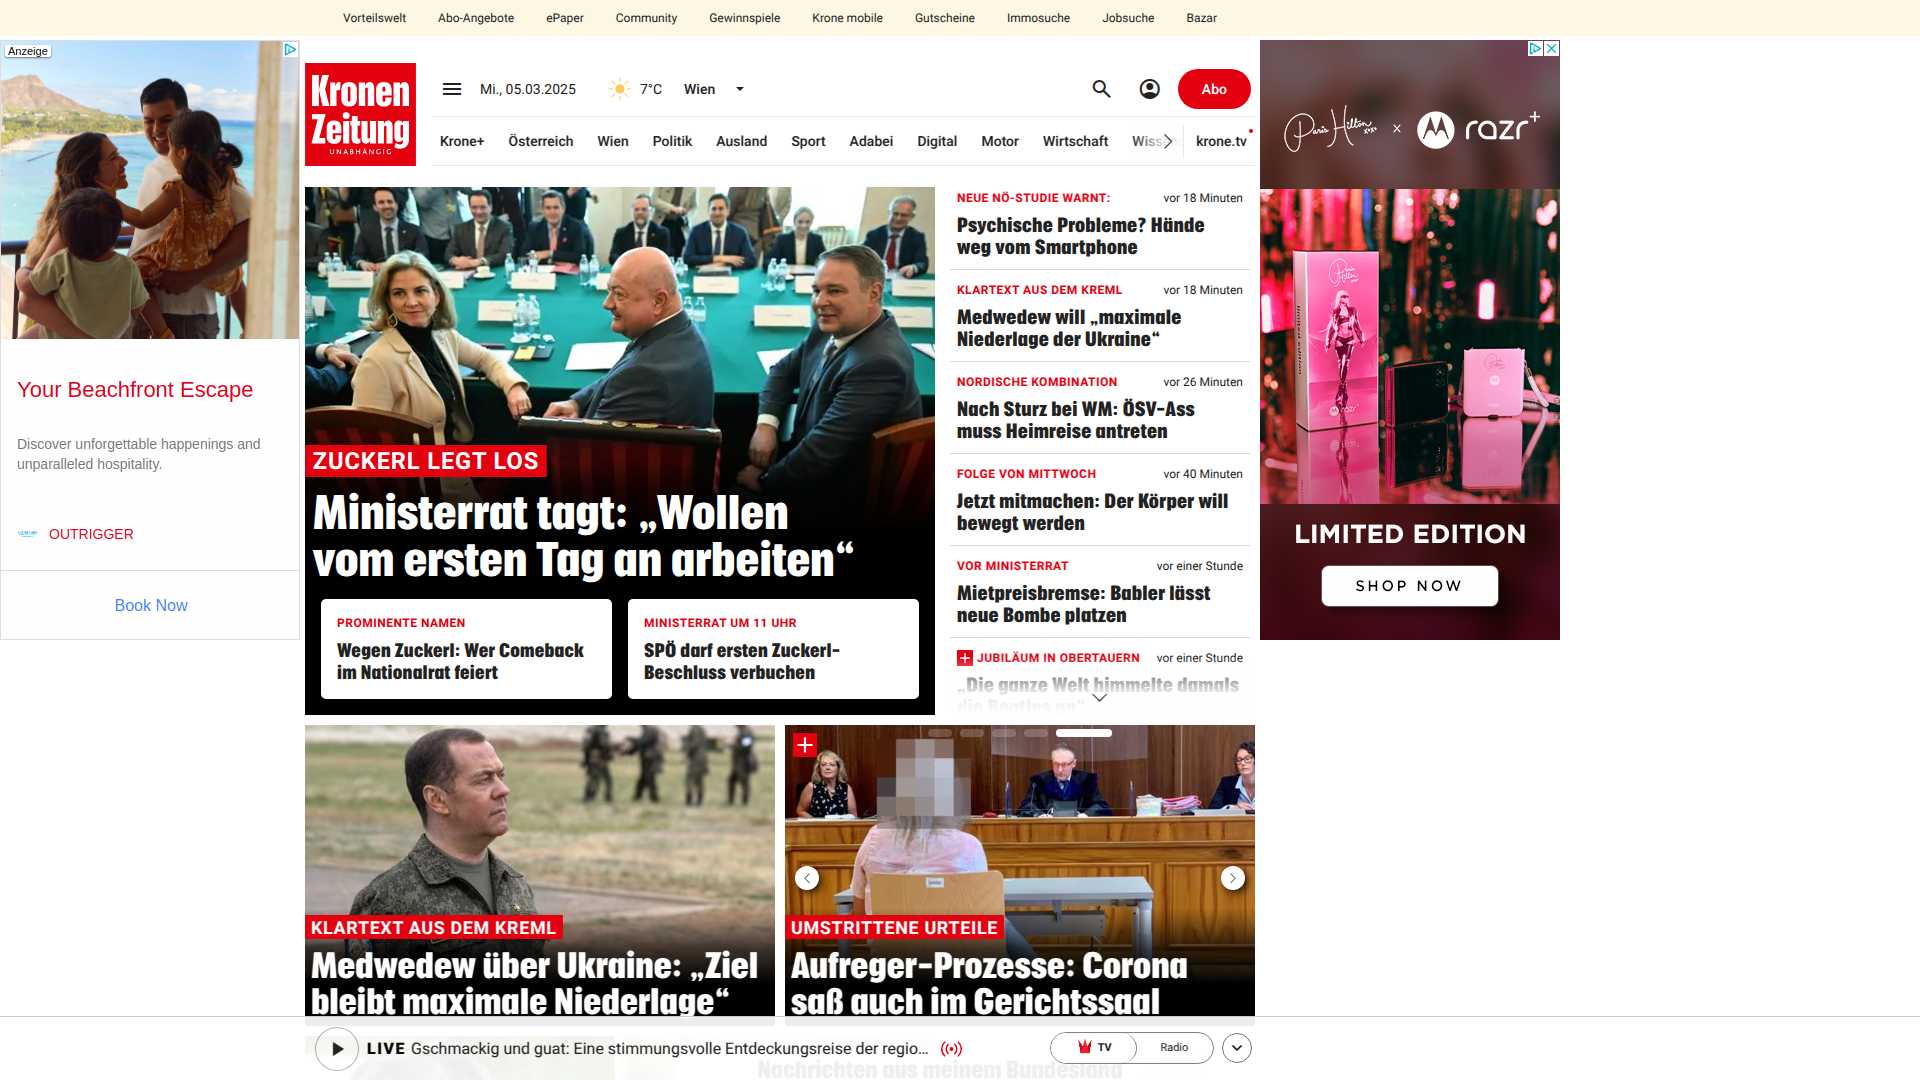 Vorteilswelt Abo-Angebote ePaper Community Gewinnspiele Krone mobile Gutscheine Immosuche Jobsuche Bazar
Anzeige
Your Beachfront Escape
Discover unforgettable happenings and
unparalleled hospitality.
OUTRIGGER
Book Now
Kronen
Zeitung
UNABHÄNGIG
Mi., 05.03.2025 7°C Wien
Abo
Krone+ Österreich Wien Politik Ausland Sport Adabei Digital Motor Wirtschaft krone.tv
ZUCKERL LEGT LOS
Ministerrat tagt: „Wollen
vom ersten Tag an arbeiten“
PROMINENTE NAMEN
Wegen Zuckerl: Wer Comeback
im Nationalrat feiert
MINISTERRAT UM 11 UHR
SPÖ darf ersten Zuckerl-
Beschluss verbuchen
NEUE NÖ-STUDIE WARNT: vor 18 Minuten
Psychische Probleme? Hände
weg vom Smartphone
KLARTEXT AUS DEM KREML vor 18 Minuten
Medwedew will „maximale
Niederlage der Ukraine“
NORDISCHE KOMBINATION vor 26 Minuten
Nach Sturz bei WM: ÖSV-Ass
muss Heimreise antreten
FOLGE VON MITTWOCH vor 40 Minuten
Jetzt mitmachen: Der Körper will
bewegt werden
VOR MINISTERRAT vor einer Stunde
Mietpreisbremse: Babler lässt
neue Bombe platzen
JUBILÄUM IN OBERTAUERN vor einer Stunde
„Die ganze Welt himmelte damals
die Beatles an“
Paris Hilton xoxo x razr+
LIMITED EDITION
SHOP NOW
KLARTEXT AUS DEM KREML
Medwedew über Ukraine: „Ziel
bleibt maximale Niederlage“
UMSTRITTENE URTEILE
Aufreger-Prozesse: Corona
saß auch im Gerichtssaal
LIVE Gschmackig und guat: Eine stimmungsvolle Entdeckungsreise der regio...
TV Radio
Nachrichten aus meinem Bundesland